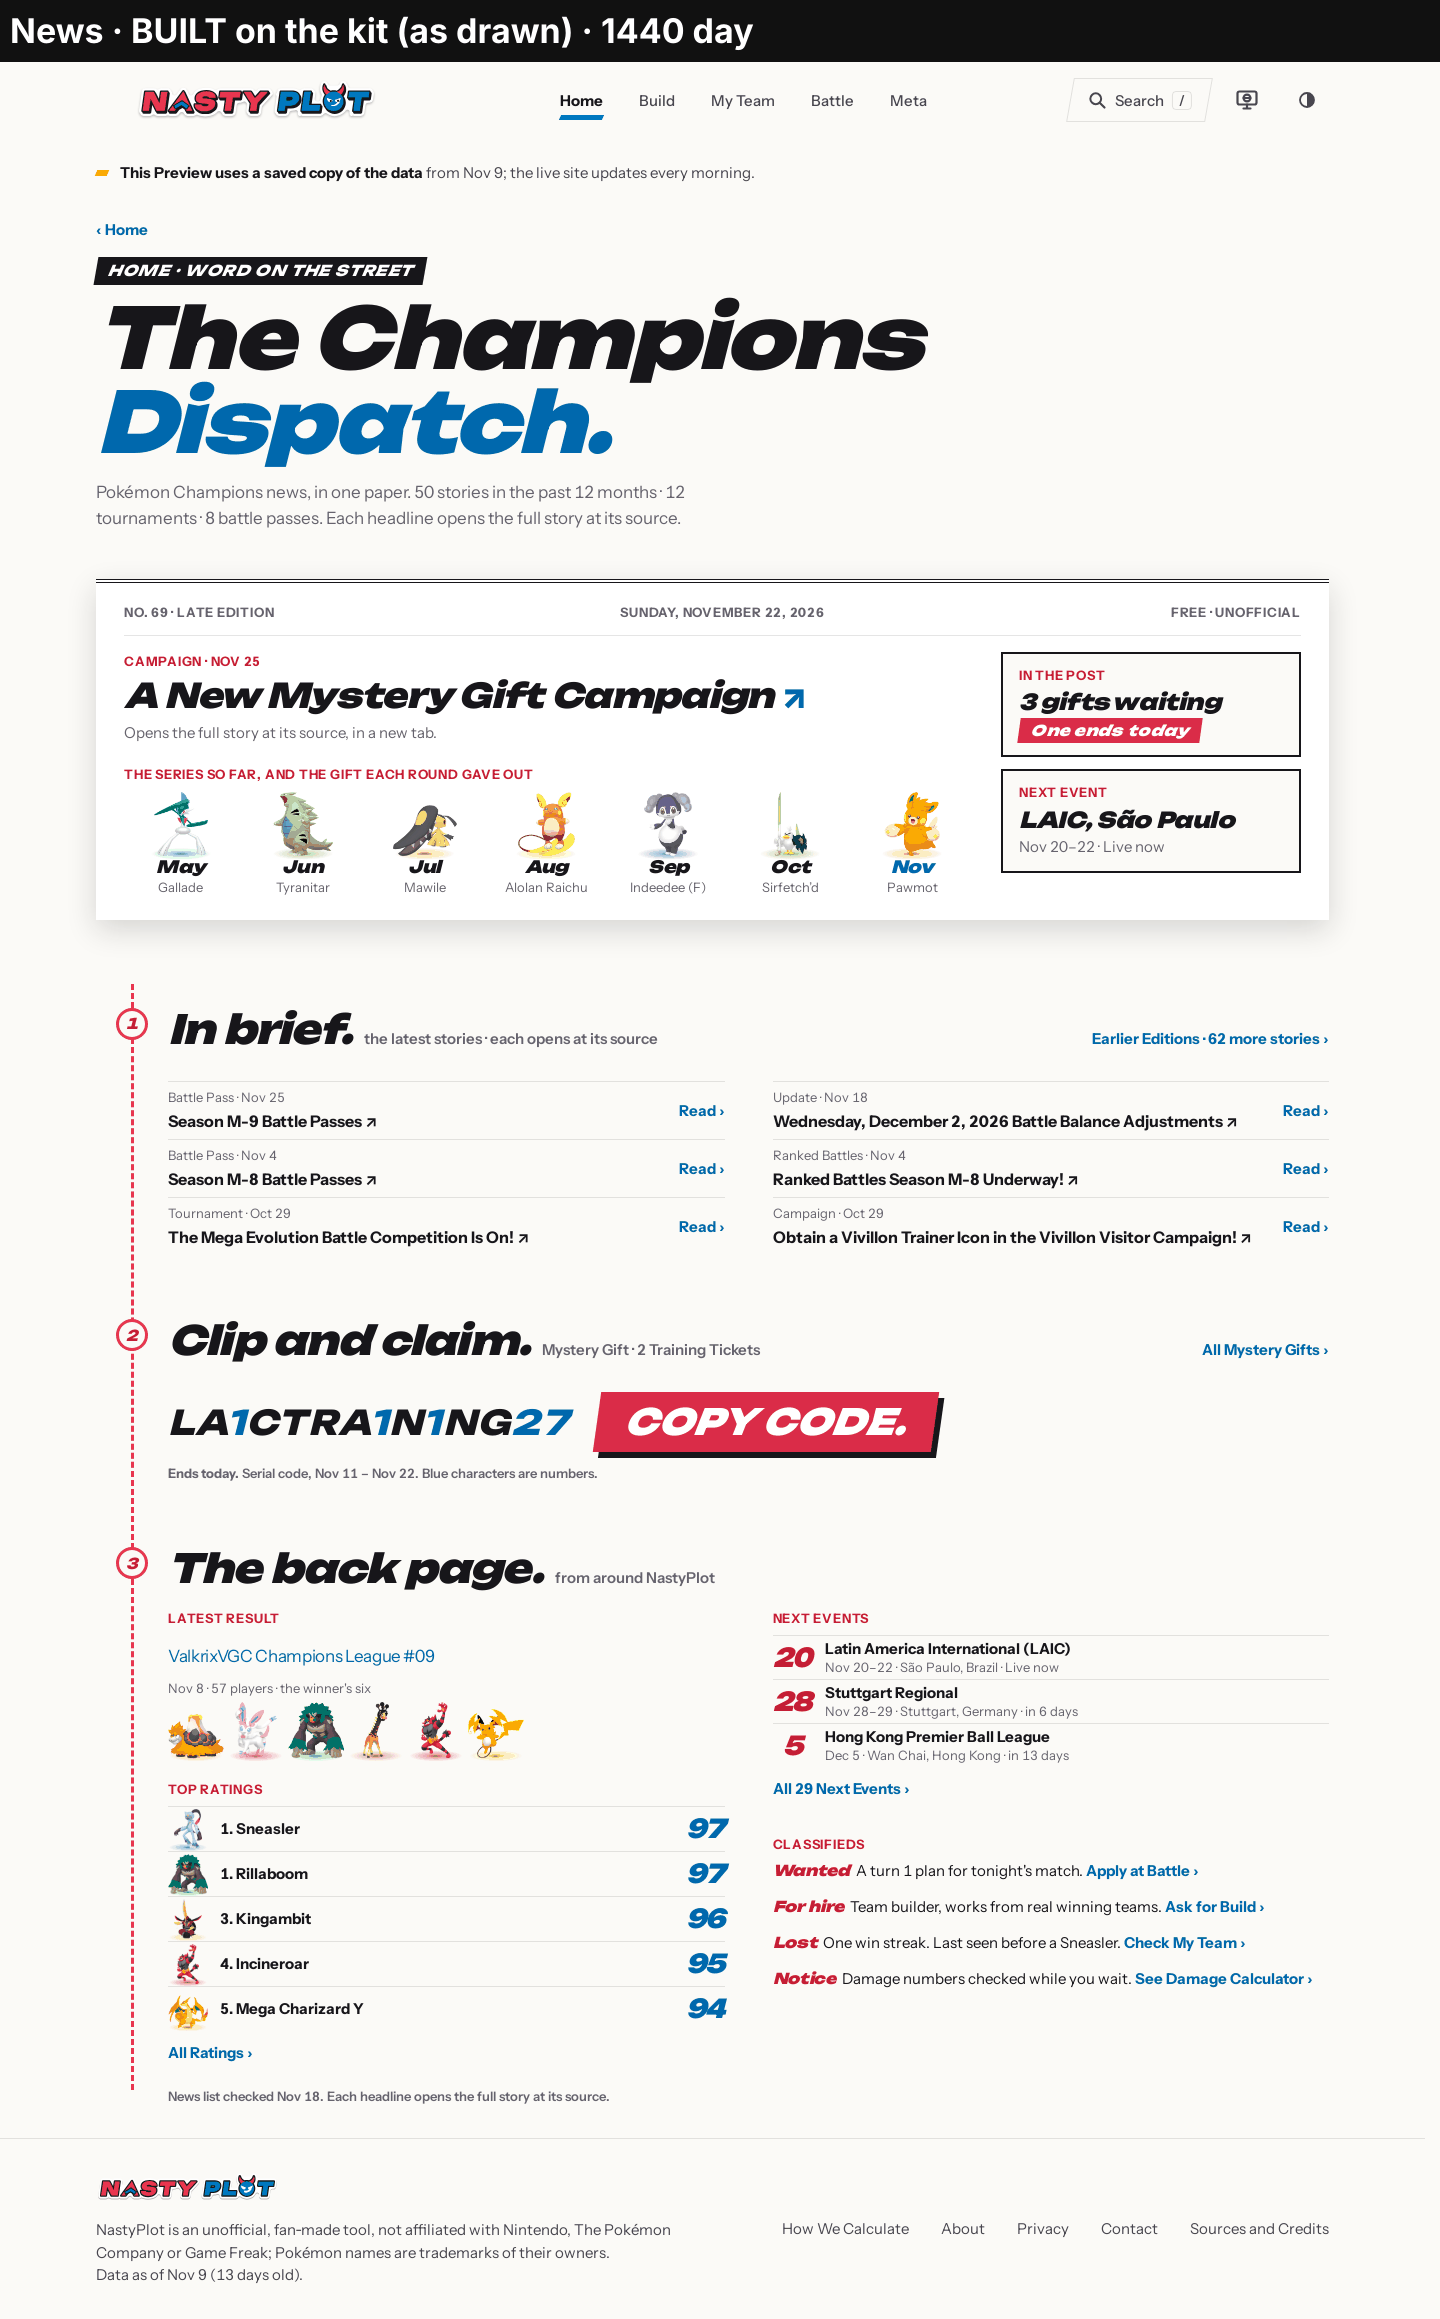 News · BUILT on the kit (as drawn) · 1440 day
NASTY PLOT
Home Build My Team Battle Meta
Search /
This Preview uses a saved copy of the data from Nov 9; the live site updates every morning.
‹ Home
HOME · WORD ON THE STREET
The Champions
Dispatch.
Pokémon Champions news, in one paper. 50 stories in the past 12 months · 12
tournaments · 8 battle passes. Each headline opens the full story at its source.
NO. 69 · LATE EDITION
SUNDAY, NOVEMBER 22, 2026
FREE · UNOFFICIAL
CAMPAIGN · NOV 25
A New Mystery Gift Campaign ↗
Opens the full story at its source, in a new tab.
THE SERIES SO FAR, AND THE GIFT EACH ROUND GAVE OUT
May Jun Jul Aug Sep Oct Nov
Gallade Tyranitar Mawile Alolan Raichu Indeedee (F) Sirfetch'd Pawmot
IN THE POST
3 gifts waiting
One ends today
NEXT EVENT
LAIC, São Paulo
Nov 20–22 · Live now
1
In brief. the latest stories · each opens at its source
Earlier Editions · 62 more stories ›
Battle Pass · Nov 25
Season M-9 Battle Passes ↗
Read ›
Update · Nov 18
Wednesday, December 2, 2026 Battle Balance Adjustments ↗
Read ›
Battle Pass · Nov 4
Season M-8 Battle Passes ↗
Read ›
Ranked Battles · Nov 4
Ranked Battles Season M-8 Underway! ↗
Read ›
Tournament · Oct 29
The Mega Evolution Battle Competition Is On! ↗
Read ›
Campaign · Oct 29
Obtain a Vivillon Trainer Icon in the Vivillon Visitor Campaign! ↗
Read ›
2
Clip and claim. Mystery Gift · 2 Training Tickets
All Mystery Gifts ›
LA1CTRA1N1NG27
COPY CODE.
Ends today. Serial code, Nov 11 – Nov 22. Blue characters are numbers.
3
The back page. from around NastyPlot
LATEST RESULT
ValkrixVGC Champions League #09
Nov 8 · 57 players · the winner's six
TOP RATINGS
1. Sneasler 97
1. Rillaboom 97
3. Kingambit 96
4. Incineroar 95
5. Mega Charizard Y 94
All Ratings ›
NEXT EVENTS
20 Latin America International (LAIC)
Nov 20–22 · São Paulo, Brazil · Live now
28 Stuttgart Regional
Nov 28–29 · Stuttgart, Germany · in 6 days
5 Hong Kong Premier Ball League
Dec 5 · Wan Chai, Hong Kong · in 13 days
All 29 Next Events ›
CLASSIFIEDS
Wanted A turn 1 plan for tonight's match. Apply at Battle ›
For hire Team builder, works from real winning teams. Ask for Build ›
Lost One win streak. Last seen before a Sneasler. Check My Team ›
Notice Damage numbers checked while you wait. See Damage Calculator ›
News list checked Nov 18. Each headline opens the full story at its source.
NASTY PLOT
NastyPlot is an unofficial, fan-made tool, not affiliated with Nintendo, The Pokémon
Company or Game Freak; Pokémon names are trademarks of their owners.
Data as of Nov 9 (13 days old).
How We Calculate About Privacy Contact Sources and Credits